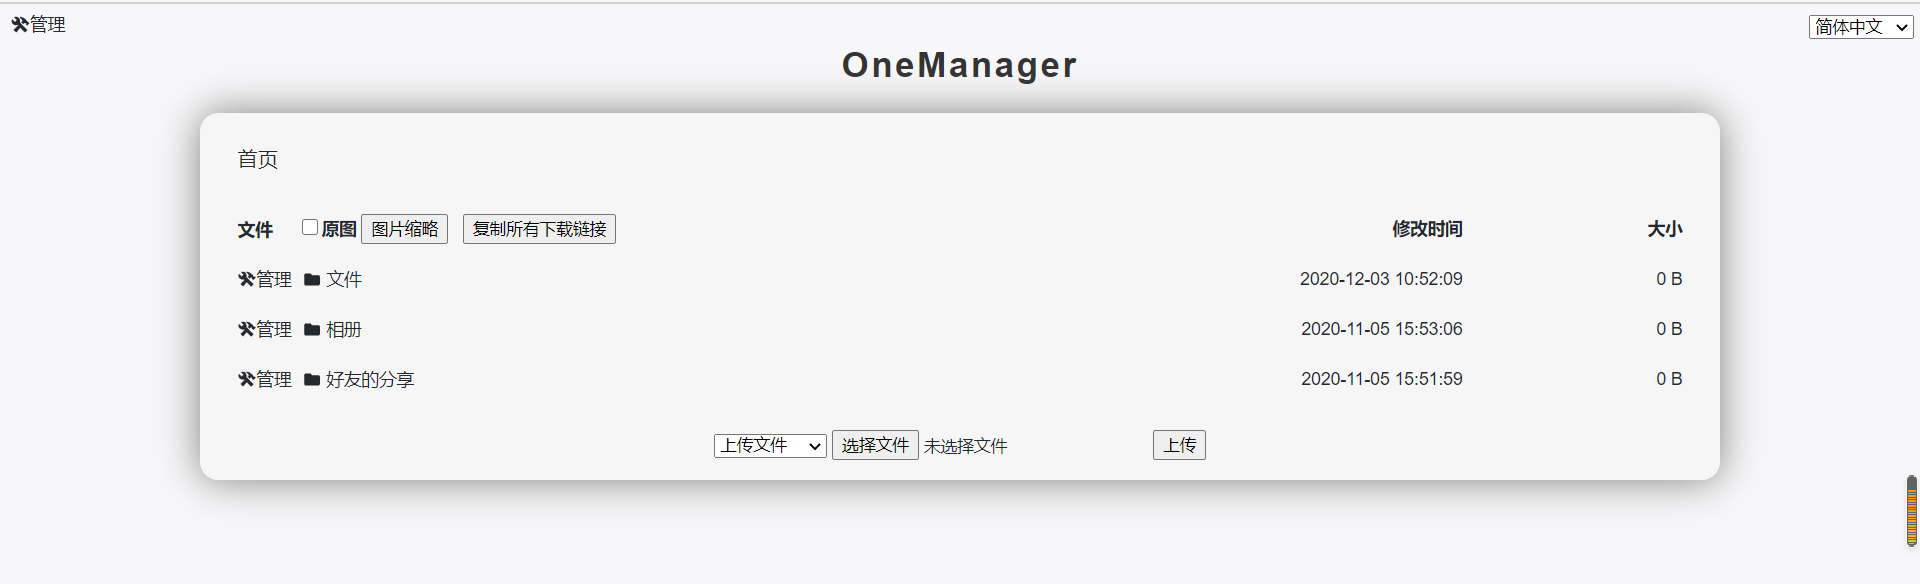 管理 简体中文
OneManager
首页
文件 原图 图片缩略 复制所有下载链接 修改时间 大小
管理 文件 2020-12-03 10:52:09 0 B
管理 相册 2020-11-05 15:53:06 0 B
管理 好友的分享 2020-11-05 15:51:59 0 B
上传文件 选择文件 未选择文件 上传